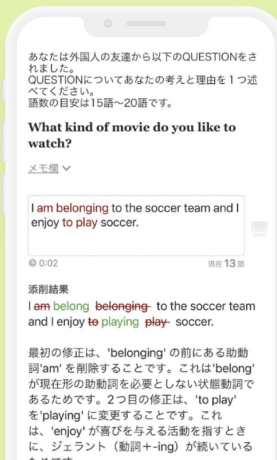 あなたは外国人の友達から以下のQUESTIONをさ
れました。
QUESTIONについてあなたの考えと理由を１つ述
べてください。
語数の目安は15語〜20語です。
What kind of movie do you like to
watch?
メモ欄
I am belonging to the soccer team and I
enjoy to play soccer.
0:02
現在 13 語
添削結果
I am belong belonging to the soccer team
and I enjoy to playing play soccer.
最初の修正は、'belonging' の前にある助動
詞'am' を削除することです。これは'belong'
が現在形の助動詞を必要としない状態動詞で
あるためです。2つ目の修正は、'to play'
を'playing' に変更することです。これ
は、'enjoy' が喜びを与える活動を指すとき
に、ジェラント（動詞+-ing）が続いている